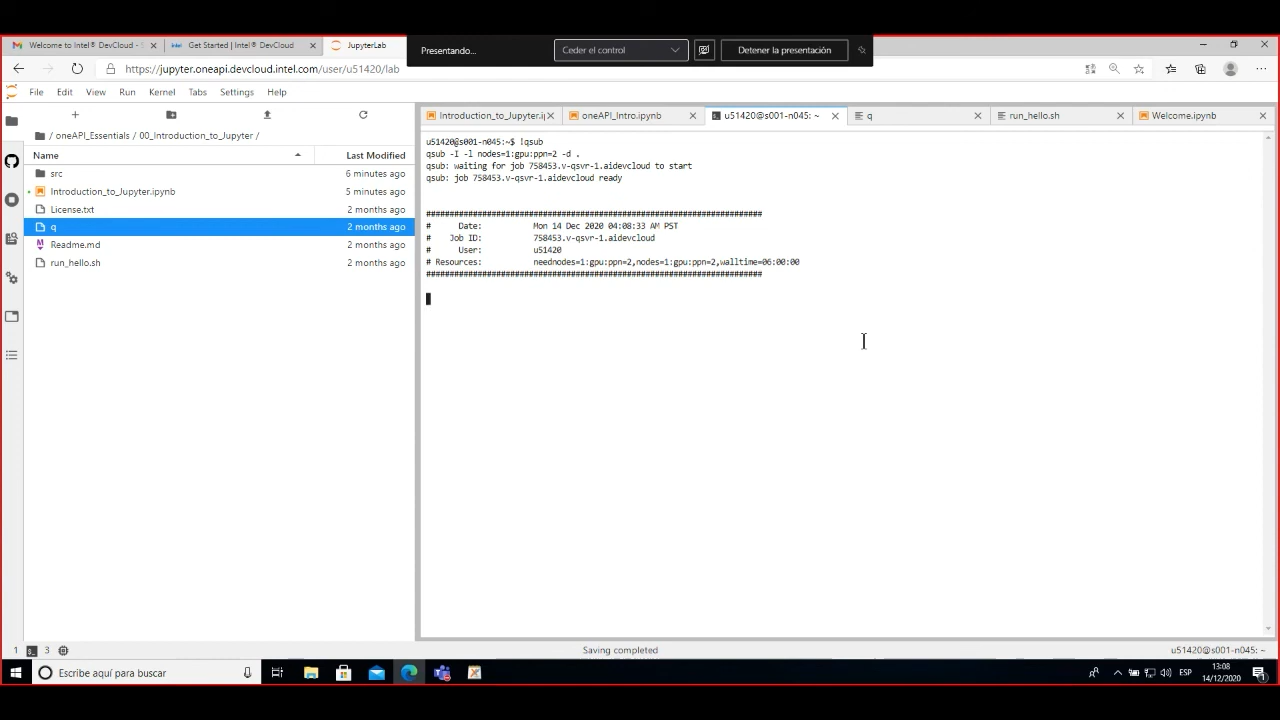 Presentando...
Ceder el control
Detener la presentación
Welcome to Intel® DevCloud - S
Get Started | Intel® DevCloud
JupyterLab
https://jupyter.oneapi.devcloud.intel.com/user/u51420/lab
File Edit View Run Kernel Tabs Settings Help
/ oneAPI_Essentials / 00_Introduction_to_Jupyter /
Name Last Modified
src 6 minutes ago
Introduction_to_Jupyter.ipynb 5 minutes ago
License.txt 2 months ago
q 2 months ago
Readme.md 2 months ago
run_hello.sh 2 months ago
Introduction_to_Jupyter.i
oneAPI_Intro.ipynb
u51420@s001-n045: ~
q
run_hello.sh
Welcome.ipynb
u51420@s001-n045:~$ !qsub
qsub -I -l nodes=1:gpu:ppn=2 -d .
qsub: waiting for job 758453.v-qsvr-1.aidevcloud to start
qsub: job 758453.v-qsvr-1.aidevcloud ready
########################################################################
# Date: Mon 14 Dec 2020 04:08:33 AM PST
# Job ID: 758453.v-qsvr-1.aidevcloud
# User: u51420
# Resources: neednodes=1:gpu:ppn=2,nodes=1:gpu:ppn=2,walltime=06:00:00
########################################################################
1 3
Saving completed
u51420@s001-n045: ~
Escribe aquí para buscar
ESP
13:08
14/12/2020
1